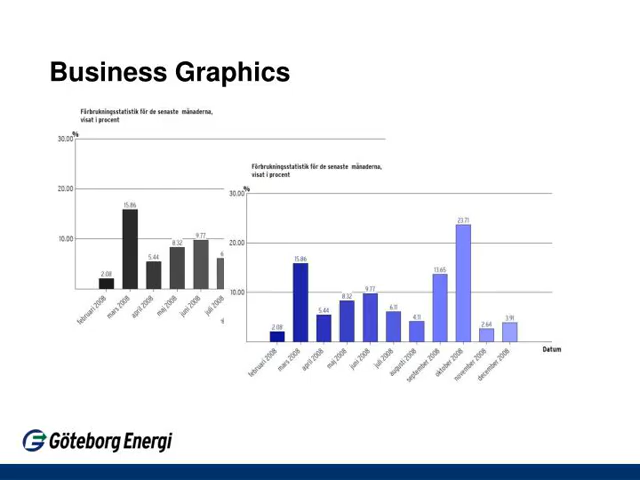 Business Graphics
Förbrukningsstatistik för de senaste månaderna,
visat i procent
%
30.00
20.00
10.00
2.08
15.86
5.44
8.32
9.77
6
februari 2008
mars 2008
april 2008
maj 2008
juni 2008
juli 2008
Förbrukningsstatistik för de senaste månaderna,
visat i procent
%
30.00
20.00
10.00
2.08
15.86
5.44
8.32
9.77
6.11
4.11
13.65
23.71
2.64
3.91
februari 2008
mars 2008
april 2008
maj 2008
juni 2008
juli 2008
augusti 2008
september 2008
oktober 2008
november 2008
december 2008
Datum
Göteborg Energi